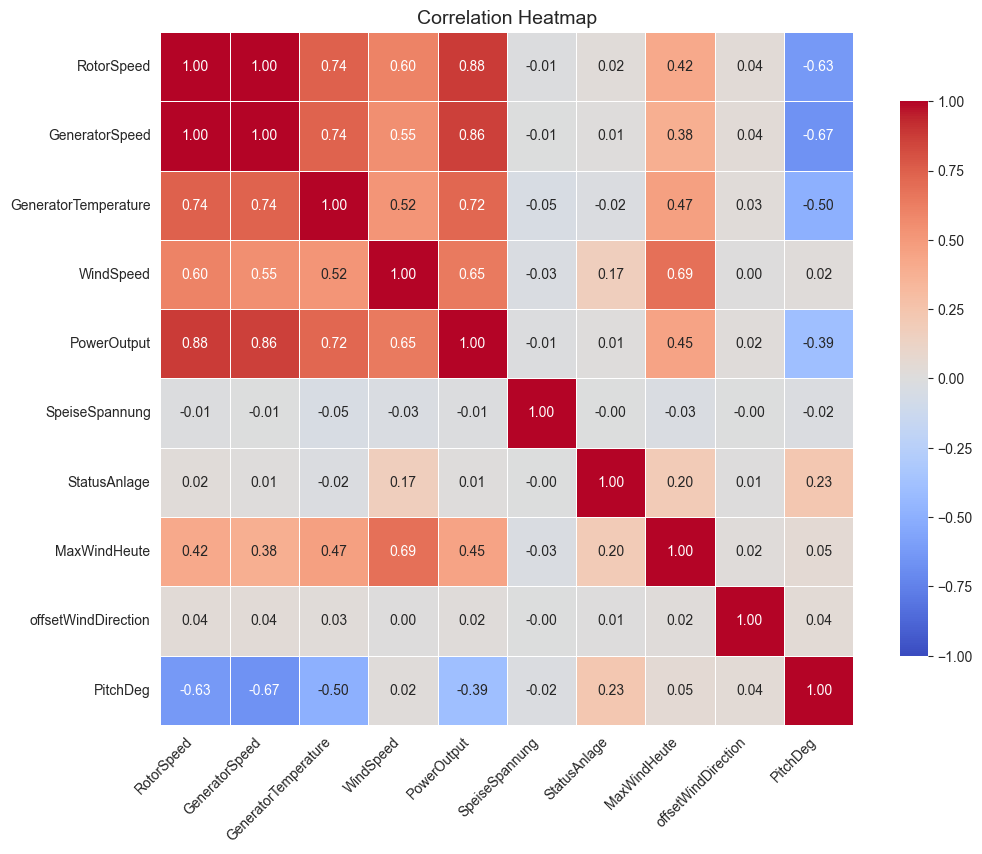 Correlation Heatmap
RotorSpeed 1.00 1.00 0.74 0.60 0.88 -0.01 0.02 0.42 0.04 -0.63
GeneratorSpeed 1.00 1.00 0.74 0.55 0.86 -0.01 0.01 0.38 0.04 -0.67
GeneratorTemperature 0.74 0.74 1.00 0.52 0.72 -0.05 -0.02 0.47 0.03 -0.50
WindSpeed 0.60 0.55 0.52 1.00 0.65 -0.03 0.17 0.69 0.00 0.02
PowerOutput 0.88 0.86 0.72 0.65 1.00 -0.01 0.01 0.45 0.02 -0.39
SpeiseSpannung -0.01 -0.01 -0.05 -0.03 -0.01 1.00 -0.00 -0.03 -0.00 -0.02
StatusAnlage 0.02 0.01 -0.02 0.17 0.01 -0.00 1.00 0.20 0.01 0.23
MaxWindHeute 0.42 0.38 0.47 0.69 0.45 -0.03 0.20 1.00 0.02 0.05
offsetWindDirection 0.04 0.04 0.03 0.00 0.02 -0.00 0.01 0.02 1.00 0.04
PitchDeg -0.63 -0.67 -0.50 0.02 -0.39 -0.02 0.23 0.05 0.04 1.00
RotorSpeed
GeneratorSpeed
GeneratorTemperature
WindSpeed
PowerOutput
SpeiseSpannung
StatusAnlage
MaxWindHeute
offsetWindDirection
PitchDeg
1.00
0.75
0.50
0.25
0.00
−0.25
−0.50
−0.75
−1.00